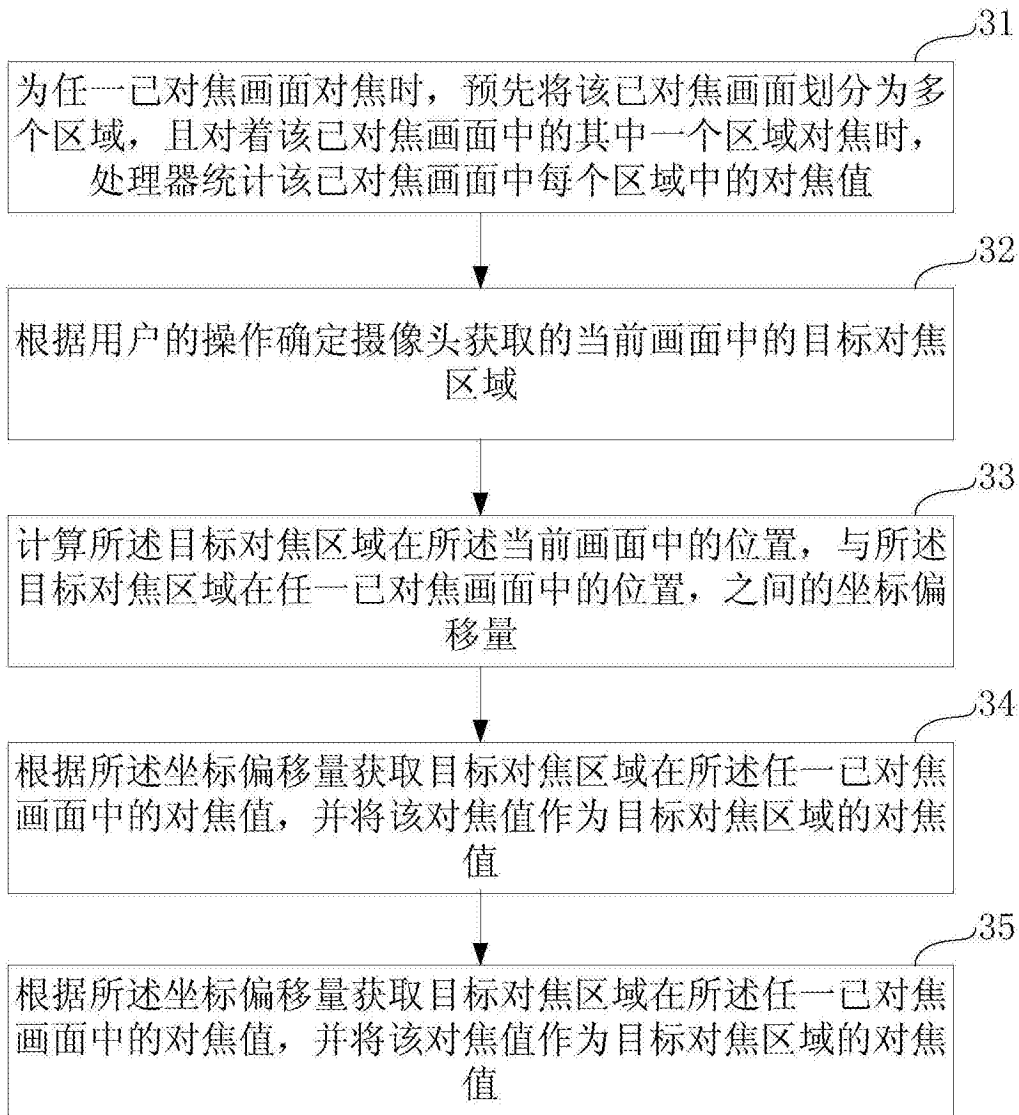 31
为任一已对焦画面对焦时，预先将该已对焦画面划分为多
个区域，且对着该已对焦画面中的其中一个区域对焦时，
处理器统计该已对焦画面中每个区域中的对焦值
32
根据用户的操作确定摄像头获取的当前画面中的目标对焦
区域
33
计算所述目标对焦区域在所述当前画面中的位置，与所述
目标对焦区域在任一已对焦画面中的位置，之间的坐标偏
移量
34
根据所述坐标偏移量获取目标对焦区域在所述任一已对焦
画面中的对焦值，并将该对焦值作为目标对焦区域的对焦
值
35
根据所述坐标偏移量获取目标对焦区域在所述任一已对焦
画面中的对焦值，并将该对焦值作为目标对焦区域的对焦
值